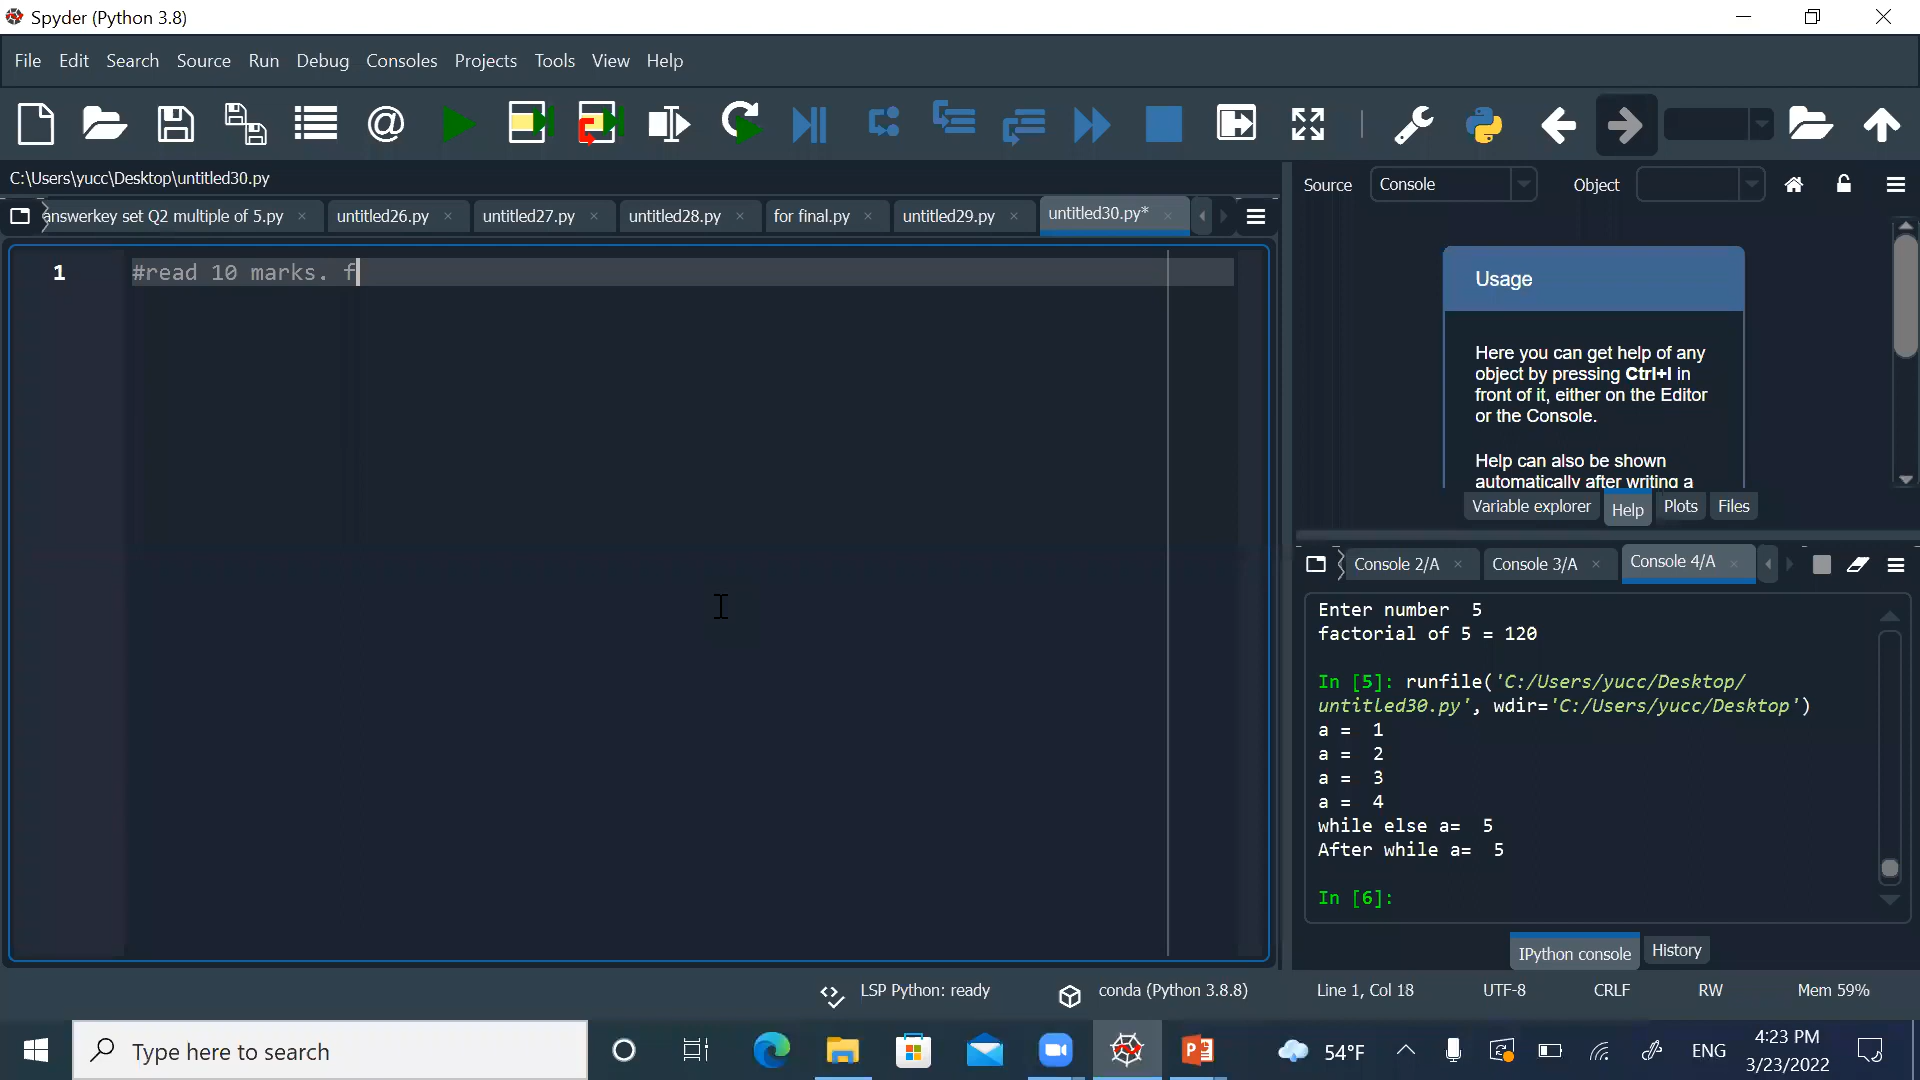 Spyder (Python 3.8)
File Edit Search Source Run Debug Consoles Projects Tools View Help
C:\Users\yucc\Desktop\untitled30.py
answerkey set Q2 multiple of 5.py untitled26.py untitled27.py untitled28.py for final.py untitled29.py untitled30.py*
1 #read 10 marks. f
Source Console Object
Usage
Here you can get help of any
object by pressing Ctrl+I in
front of it, either on the Editor
or the Console.
Help can also be shown
automatically after writing a
Variable explorer Help Plots Files
Console 2/A Console 3/A Console 4/A
Enter number 5
factorial of 5 = 120
In [5]: runfile('C:/Users/yucc/Desktop/
untitled30.py', wdir='C:/Users/yucc/Desktop')
a = 1
a = 2
a = 3
a = 4
while else a= 5
After while a= 5
In [6]:
IPython console History
LSP Python: ready conda (Python 3.8.8) Line 1, Col 18 UTF-8 CRLF RW Mem 59%
Type here to search
54°F ENG 4:23 PM
3/23/2022